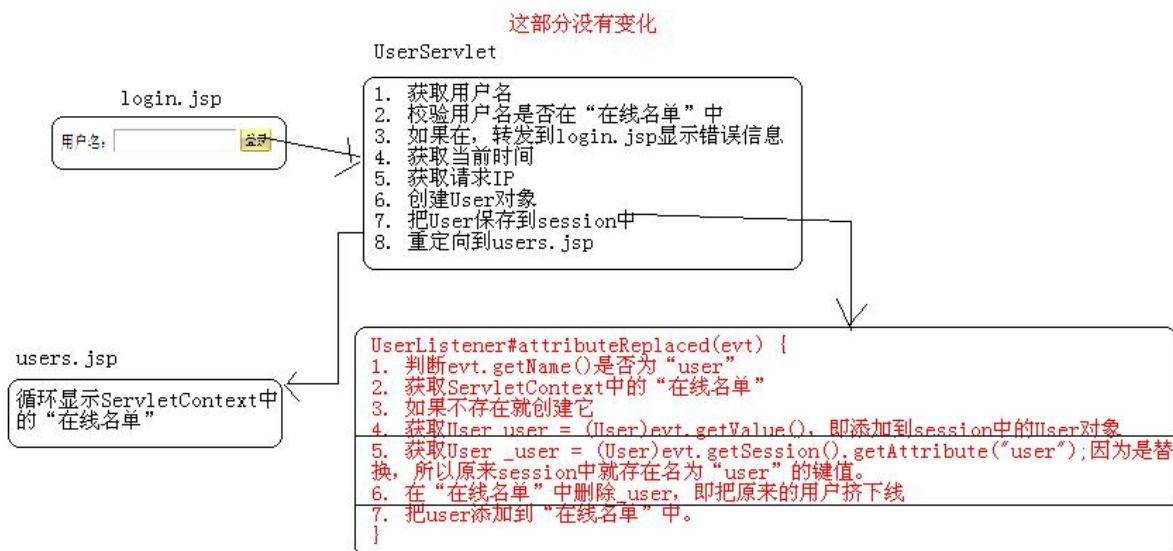 这部分没有变化
UserServlet
1. 获取用户名
2. 校验用户名是否在“在线名单”中
3. 如果在，转发到login.jsp显示错误信息
4. 获取当前时间
5. 获取请求IP
6. 创建User对象
7. 把User保存到session中
8. 重定向到users.jsp
login.jsp
用户名：
登录
users.jsp
循环显示ServletContext中
的“在线名单”
UserListener#attributeReplaced(evt) {
1. 判断evt.getName()是否为“user”
2. 获取ServletContext中的“在线名单”
3. 如果不存在就创建它
4. 获取User user = (User)evt.getValue(), 即添加到session中的User对象
5. 获取User _user = (User)evt.getSession().getAttribute("user");因为是替
换，所以原来session中就存在名为“user”的键值。
6. 在“在线名单”中删除_user，即把原来的用户挤下线
7. 把user添加到“在线名单”中。
}